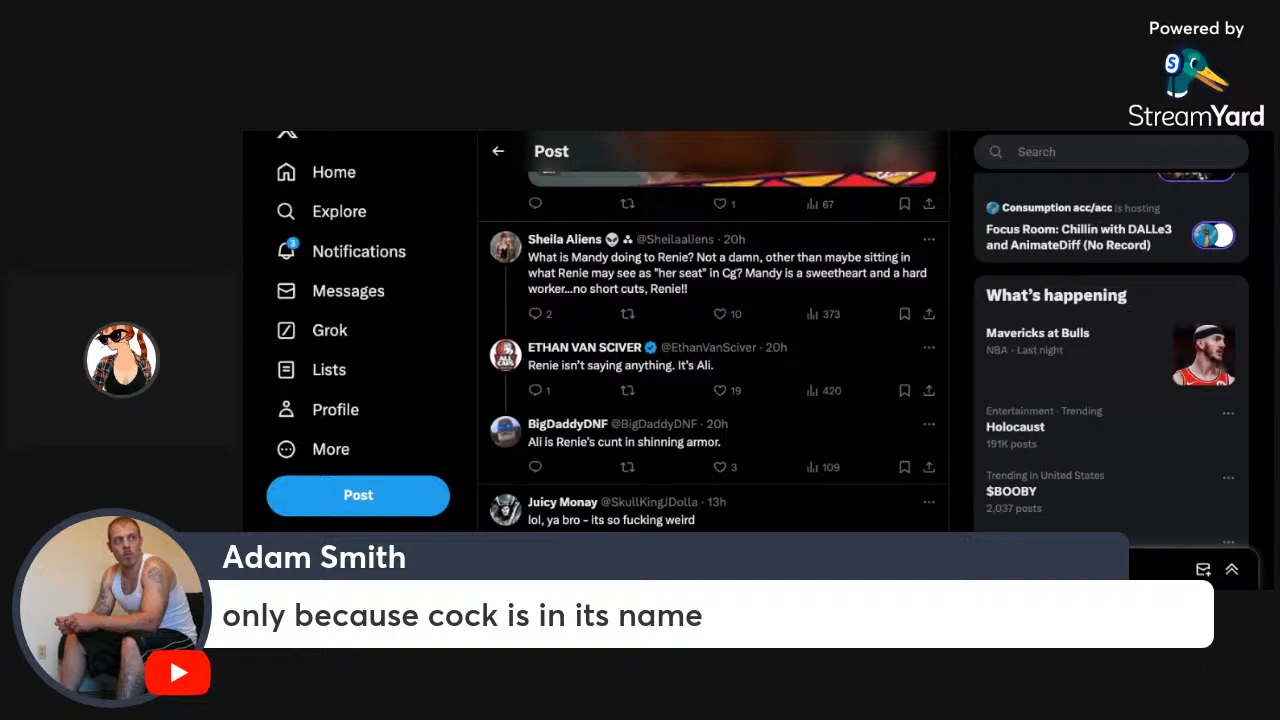 Powered by
StreamYard
Post
Search
Home
Explore
Notifications
3
Messages
Grok
Lists
Profile
More
Post
1
67
Sheila Aliens @Sheilaaliens · 20h
What is Mandy doing to Renie? Not a damn, other than maybe sitting in
what Renie may see as "her seat" in Cg? Mandy is a sweetheart and a hard
worker...no short cuts, Renie!!
2
10
373
ETHAN VAN SCIVER @EthanVanSciver · 20h
Renie isn't saying anything. It's Ali.
1
19
420
BigDaddyDNF @BigDaddyDNF · 20h
Ali is Renie's cunt in shinning armor.
3
109
Juicy Monay @SkullKingJDolla · 13h
lol, ya bro - its so fucking weird
Consumption acc/acc is hosting
Focus Room: Chillin with DALLe3
and AnimateDiff (No Record)
What's happening
Mavericks at Bulls
NBA · Last night
Entertainment · Trending
Holocaust
191K posts
Trending in United States
$BOOBY
2,037 posts
Adam Smith
only because cock is in its name